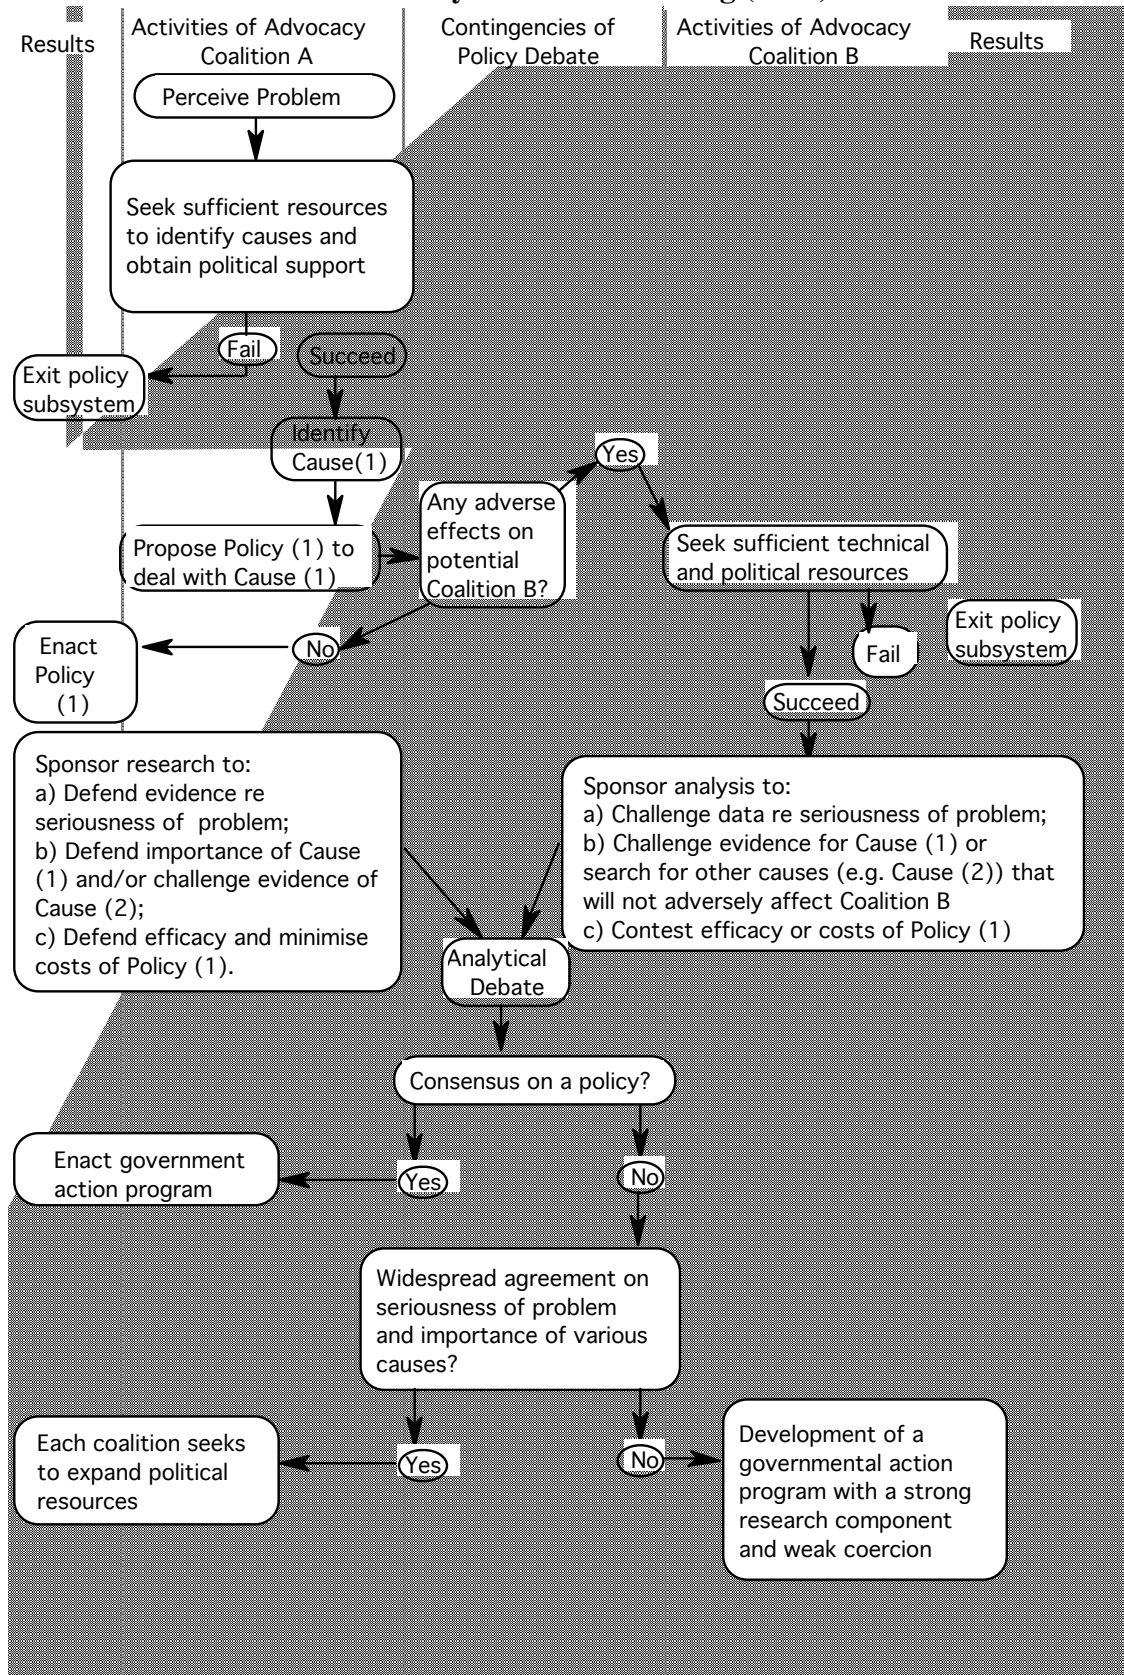 Results
Activities of Advocacy
Coalition A
Contingencies of
Policy Debate
Activities of Advocacy
Coalition B
Results
Perceive Problem
Seek sufficient resources
to identify causes and
obtain political support
Fail
Succeed
Exit policy
subsystem
Identify
Cause(1)
Yes
Any adverse
effects on
potential
Coalition B?
Propose Policy (1) to
deal with Cause (1)
Seek sufficient technical
and political resources
Enact
Policy
(1)
No
Fail
Exit policy
subsystem
Succeed
Sponsor research to:
a) Defend evidence re
seriousness of problem;
b) Defend importance of Cause
(1) and/or challenge evidence of
Cause (2);
c) Defend efficacy and minimise
costs of Policy (1).
Sponsor analysis to:
a) Challenge data re seriousness of problem;
b) Challenge evidence for Cause (1) or
search for other causes (e.g. Cause (2)) that
will not adversely affect Coalition B
c) Contest efficacy or costs of Policy (1)
Analytical
Debate
Consensus on a policy?
Enact government
action program
Yes
No
Widespread agreement on
seriousness of problem
and importance of various
causes?
Each coalition seeks
to expand political
resources
Yes
No
Development of a
governmental action
program with a strong
research component
and weak coercion